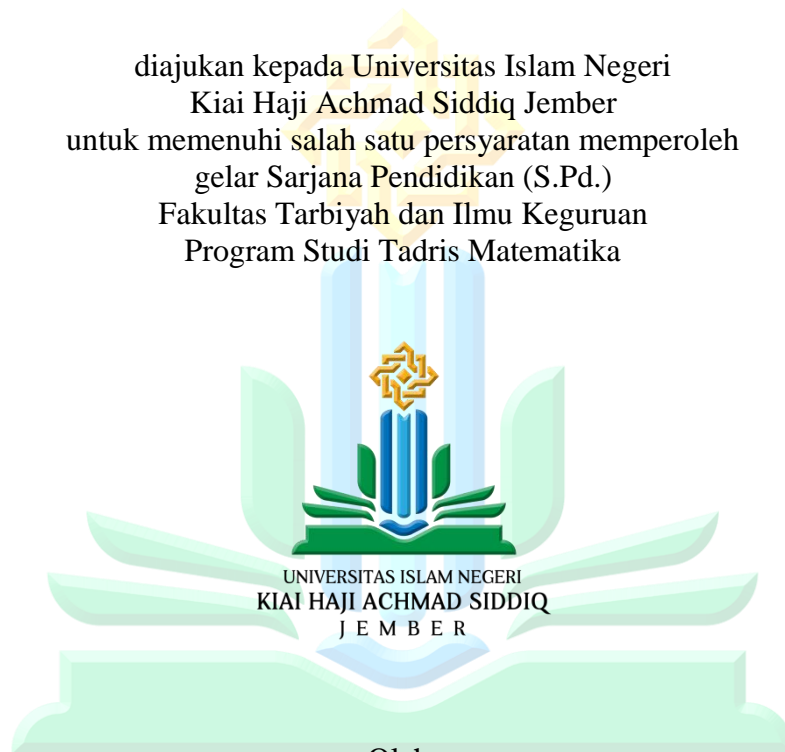 diajukan kepada Universitas Islam Negeri
Kiai Haji Achmad Siddiq Jember
untuk memenuhi salah satu persyaratan memperoleh
gelar Sarjana Pendidikan (S.Pd.)
Fakultas Tarbiyah dan Ilmu Keguruan
Program Studi Tadris Matematika
UNIVERSITAS ISLAM NEGERI
KIAI HAJI ACHMAD SIDDIQ
JEMBER